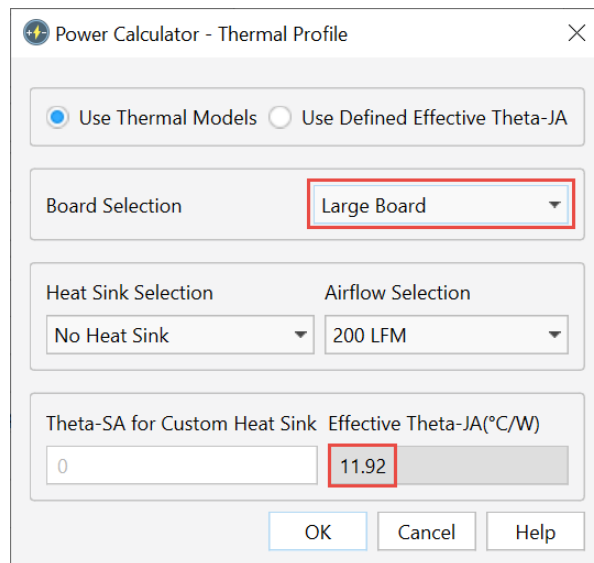 Power Calculator - Thermal Profile
Use Thermal Models Use Defined Effective Theta-JA
Board Selection Large Board
Heat Sink Selection Airflow Selection
No Heat Sink 200 LFM
Theta-SA for Custom Heat Sink Effective Theta-JA(°C/W)
0 11.92
OK Cancel Help